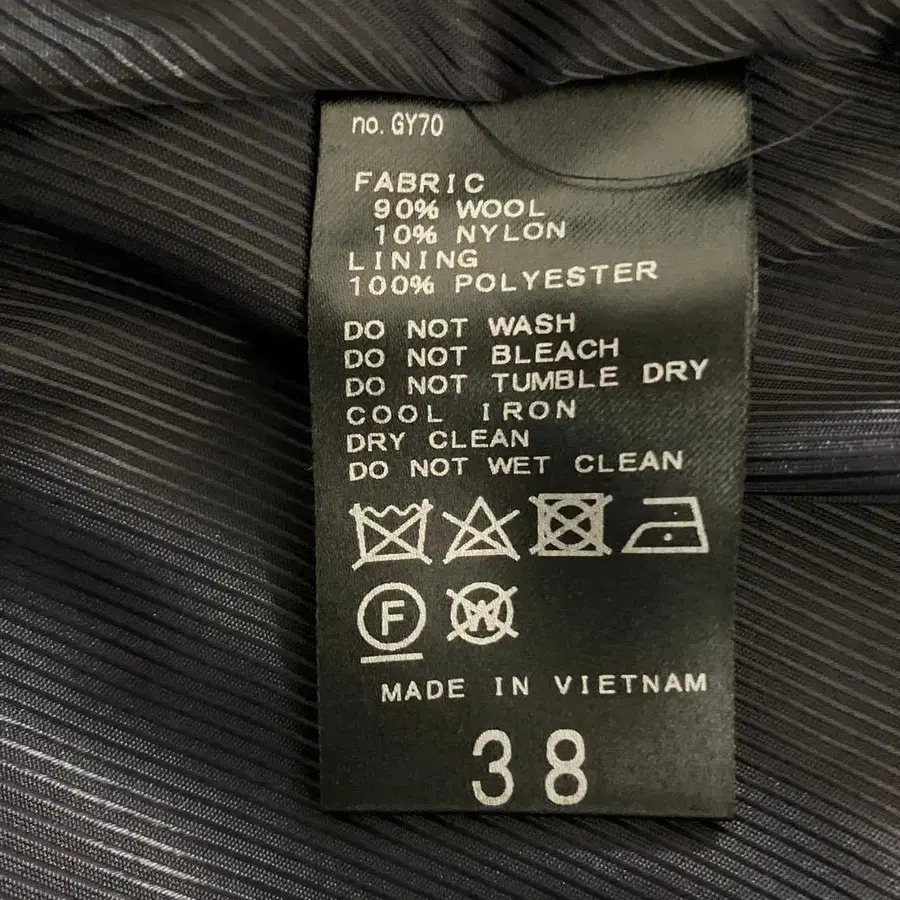 no. GY70
FABRIC
90% WOOL
10% NYLON
LINING
100% POLYESTER
DO NOT WASH
DO NOT BLEACH
DO NOT TUMBLE DRY
COOL IRON
DRY CLEAN
DO NOT WET CLEAN
F W
MADE IN VIETNAM
38